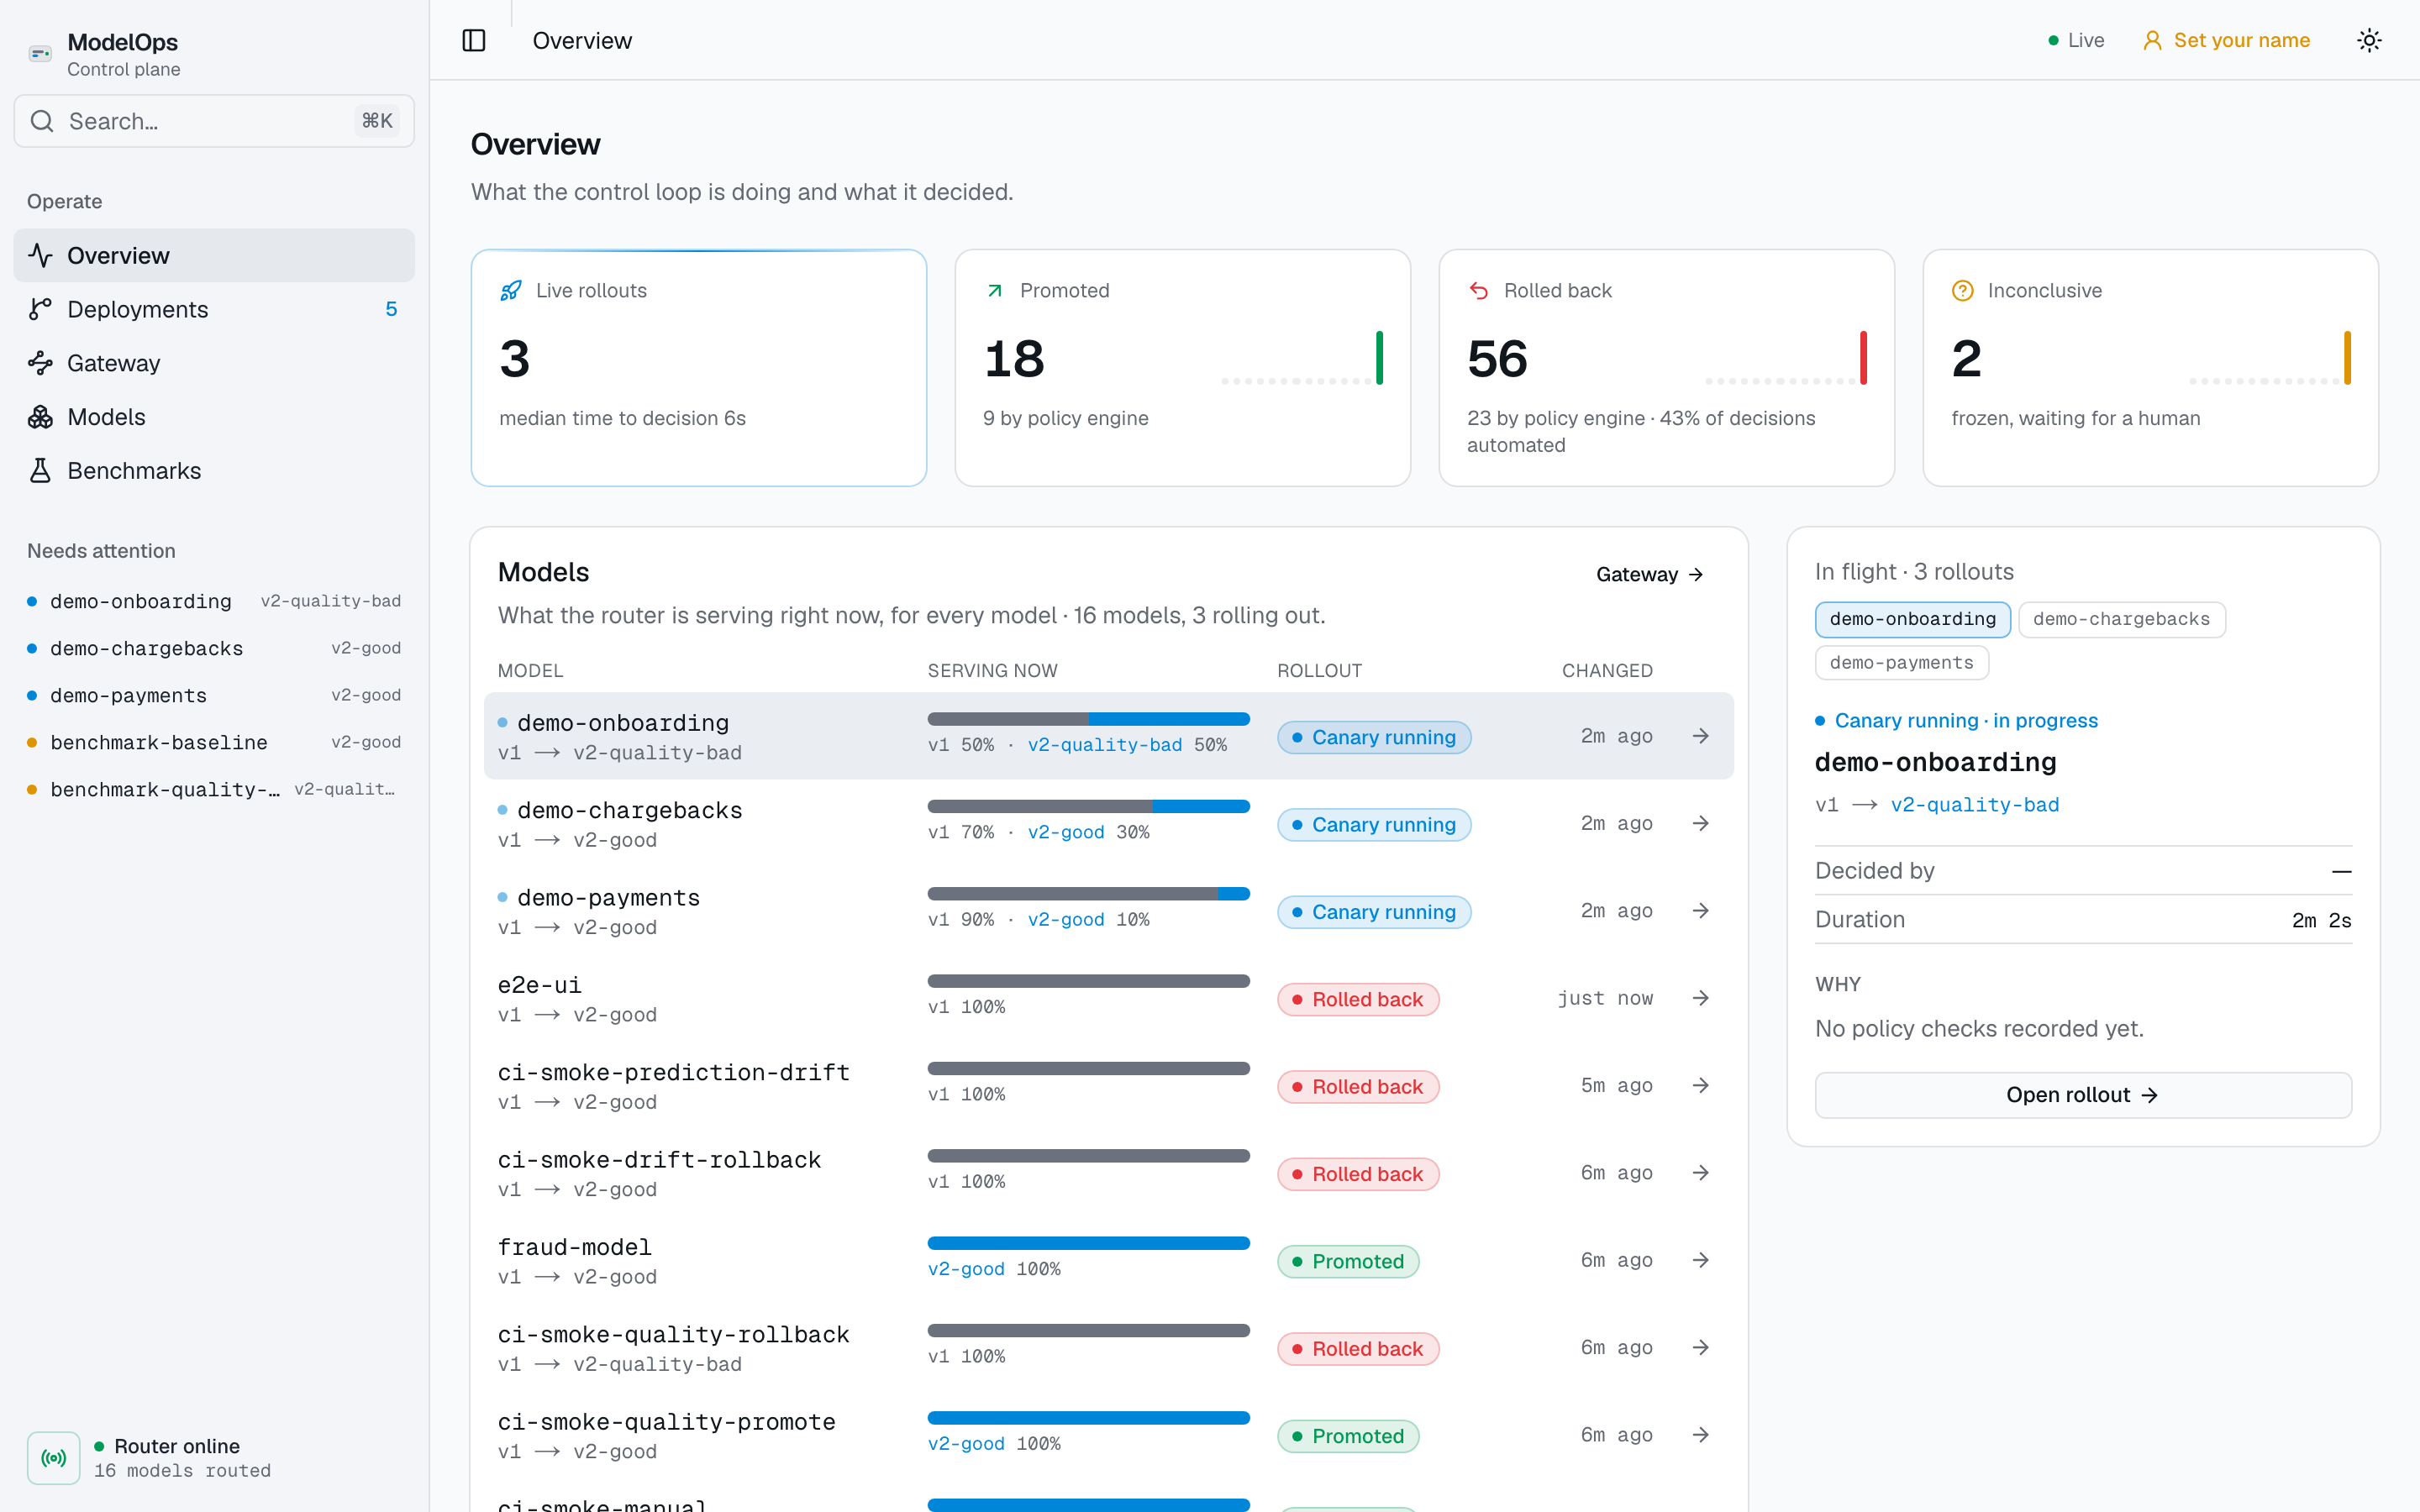 ModelOps
Control plane
Search...
⌘K
Operate
Overview
Deployments 5
Gateway
Models
Benchmarks
Needs attention
demo-onboarding v2-quality-bad
demo-chargebacks v2-good
demo-payments v2-good
benchmark-baseline v2-good
benchmark-quality-… v2-qualit…
Router online
16 models routed
Overview
Live
Set your name
Overview
What the control loop is doing and what it decided.
Live rollouts
3
median time to decision 6s
Promoted
18
9 by policy engine
Rolled back
56
23 by policy engine · 43% of decisions
automated
Inconclusive
2
frozen, waiting for a human
Models
Gateway →
What the router is serving right now, for every model · 16 models, 3 rolling out.
MODEL SERVING NOW ROLLOUT CHANGED
demo-onboarding
v1 → v2-quality-bad
v1 50% · v2-quality-bad 50%
Canary running
2m ago →
demo-chargebacks
v1 → v2-good
v1 70% · v2-good 30%
Canary running
2m ago →
demo-payments
v1 → v2-good
v1 90% · v2-good 10%
Canary running
2m ago →
e2e-ui
v1 → v2-good
v1 100%
Rolled back
just now →
ci-smoke-prediction-drift
v1 → v2-good
v1 100%
Rolled back
5m ago →
ci-smoke-drift-rollback
v1 → v2-good
v1 100%
Rolled back
6m ago →
fraud-model
v1 → v2-good
v2-good 100%
Promoted
6m ago →
ci-smoke-quality-rollback
v1 → v2-quality-bad
v1 100%
Rolled back
6m ago →
ci-smoke-quality-promote
v1 → v2-good
v2-good 100%
Promoted
6m ago →
ci-smoke-manual
In flight · 3 rollouts
demo-onboarding
demo-chargebacks
demo-payments
Canary running · in progress
demo-onboarding
v1 → v2-quality-bad
Decided by —
Duration 2m 2s
WHY
No policy checks recorded yet.
Open rollout →